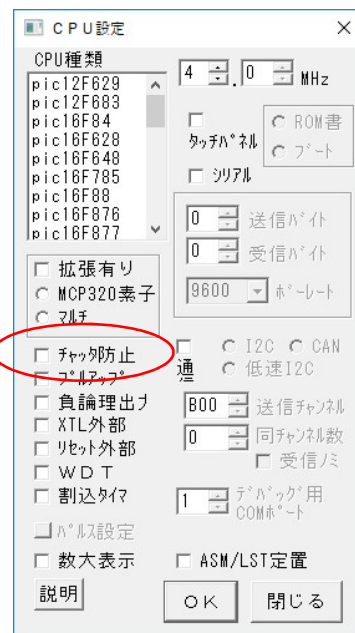 CPU設定
CPU種類
pic12F629
pic12F683
pic16F84
pic16F628
pic16F648
pic16F785
pic16F88
pic16F876
pic16F877
4 . 0 MHz
タッチパネル
ROM書
ブート
シリアル
0 送信バイト
0 受信バイト
9600 ボーレート
拡張有り
MCP320素子
マルチ
チャッタ防止
プルアップ
負論理出力
XTL外部
リセット外部
WDT
割込タイマ
パルス設定
数大表示
説明
通
I2C CAN
低速I2C
B00 送信チャンネル
0 同チャンネル数
受信ノミ
1 デバッグ用
COMポート
ASM/LST定置
OK 閉じる